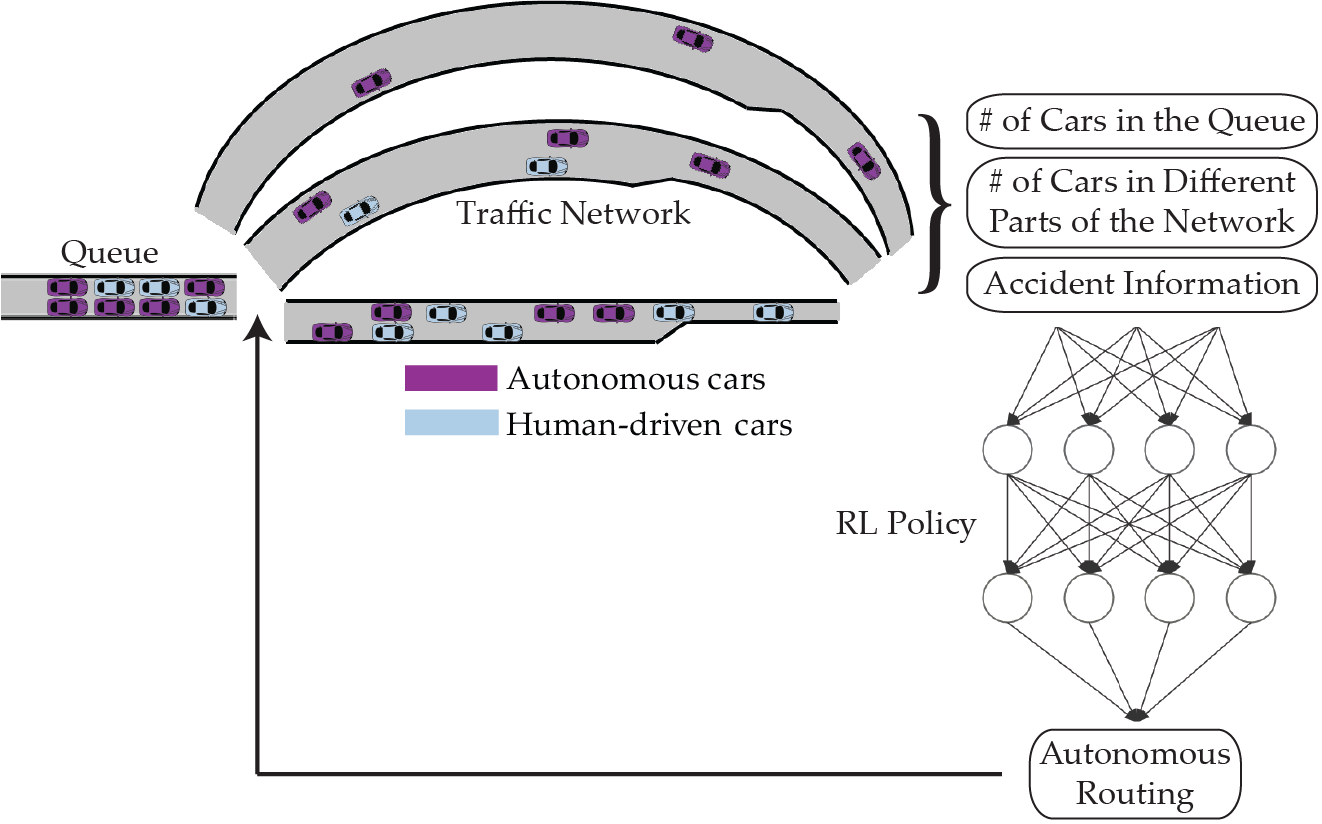 Queue
Traffic Network
Autonomous cars
Human-driven cars
# of Cars in the Queue
# of Cars in Different
Parts of the Network
Accident Information
RL Policy
Autonomous
Routing